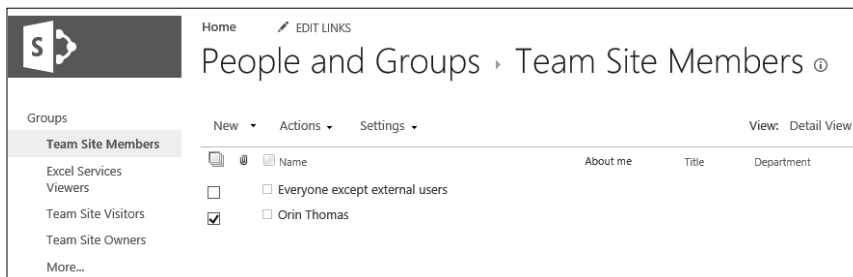 S
Home EDIT LINKS
People and Groups ▸ Team Site Members
Groups
Team Site Members
Excel Services
Viewers
Team Site Visitors
Team Site Owners
More...
New Actions Settings View: Detail View
Name About me Title Department
Everyone except external users
Orin Thomas